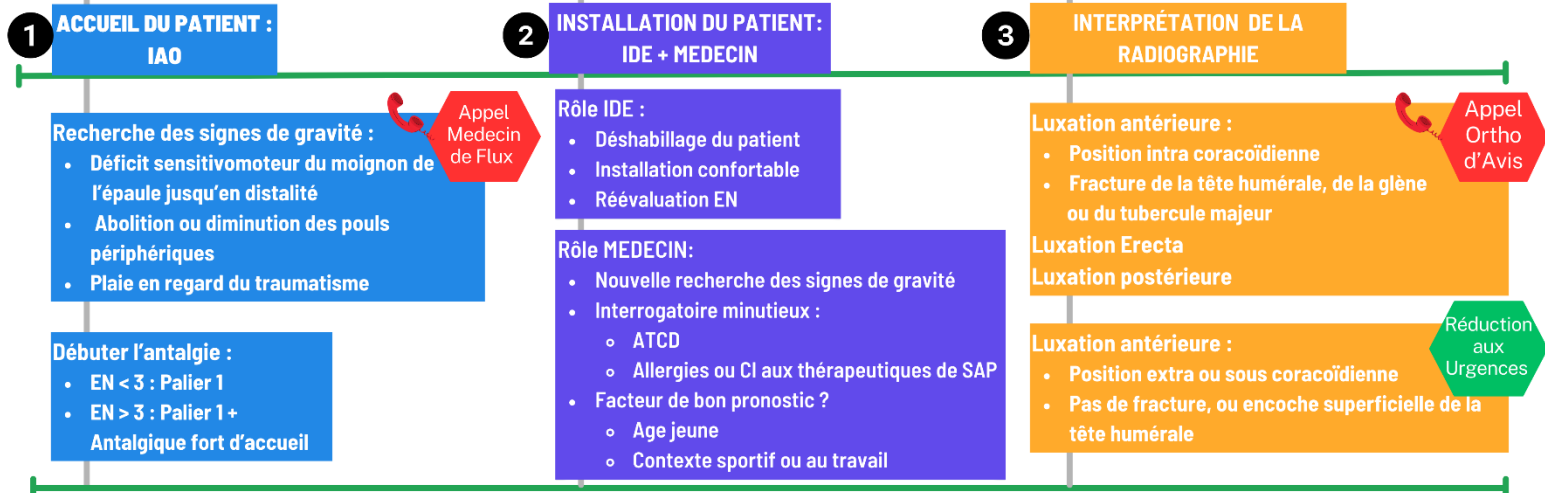 1
ACCUEIL DU PATIENT :
IAO
Recherche des signes de gravité :
• Déficit sensitivomoteur du moignon de
l'épaule jusqu'en distalité
• Abolition ou diminution des pouls
périphériques
• Plaie en regard du traumatisme
Appel
Medecin
de Flux
Débuter l'antalgie :
• EN < 3 : Palier 1
• EN > 3 : Palier 1 +
Antalgique fort d'accueil
2
INSTALLATION DU PATIENT:
IDE + MEDECIN
Rôle IDE :
• Déshabillage du patient
• Installation confortable
• Réévaluation EN
Rôle MEDECIN:
• Nouvelle recherche des signes de gravité
• Interrogatoire minutieux :
◦ ATCD
◦ Allergies ou CI aux thérapeutiques de SAP
• Facteur de bon pronostic ?
◦ Age jeune
◦ Contexte sportif ou au travail
3
INTERPRÉTATION DE LA
RADIOGRAPHIE
Luxation antérieure :
• Position intra coracoïdienne
• Fracture de la tête humérale, de la glène
ou du tubercule majeur
Luxation Erecta
Luxation postérieure
Appel
Ortho
d'Avis
Luxation antérieure :
• Position extra ou sous coracoïdienne
• Pas de fracture, ou encoche superficielle de la
tête humérale
Réduction
aux
Urgences